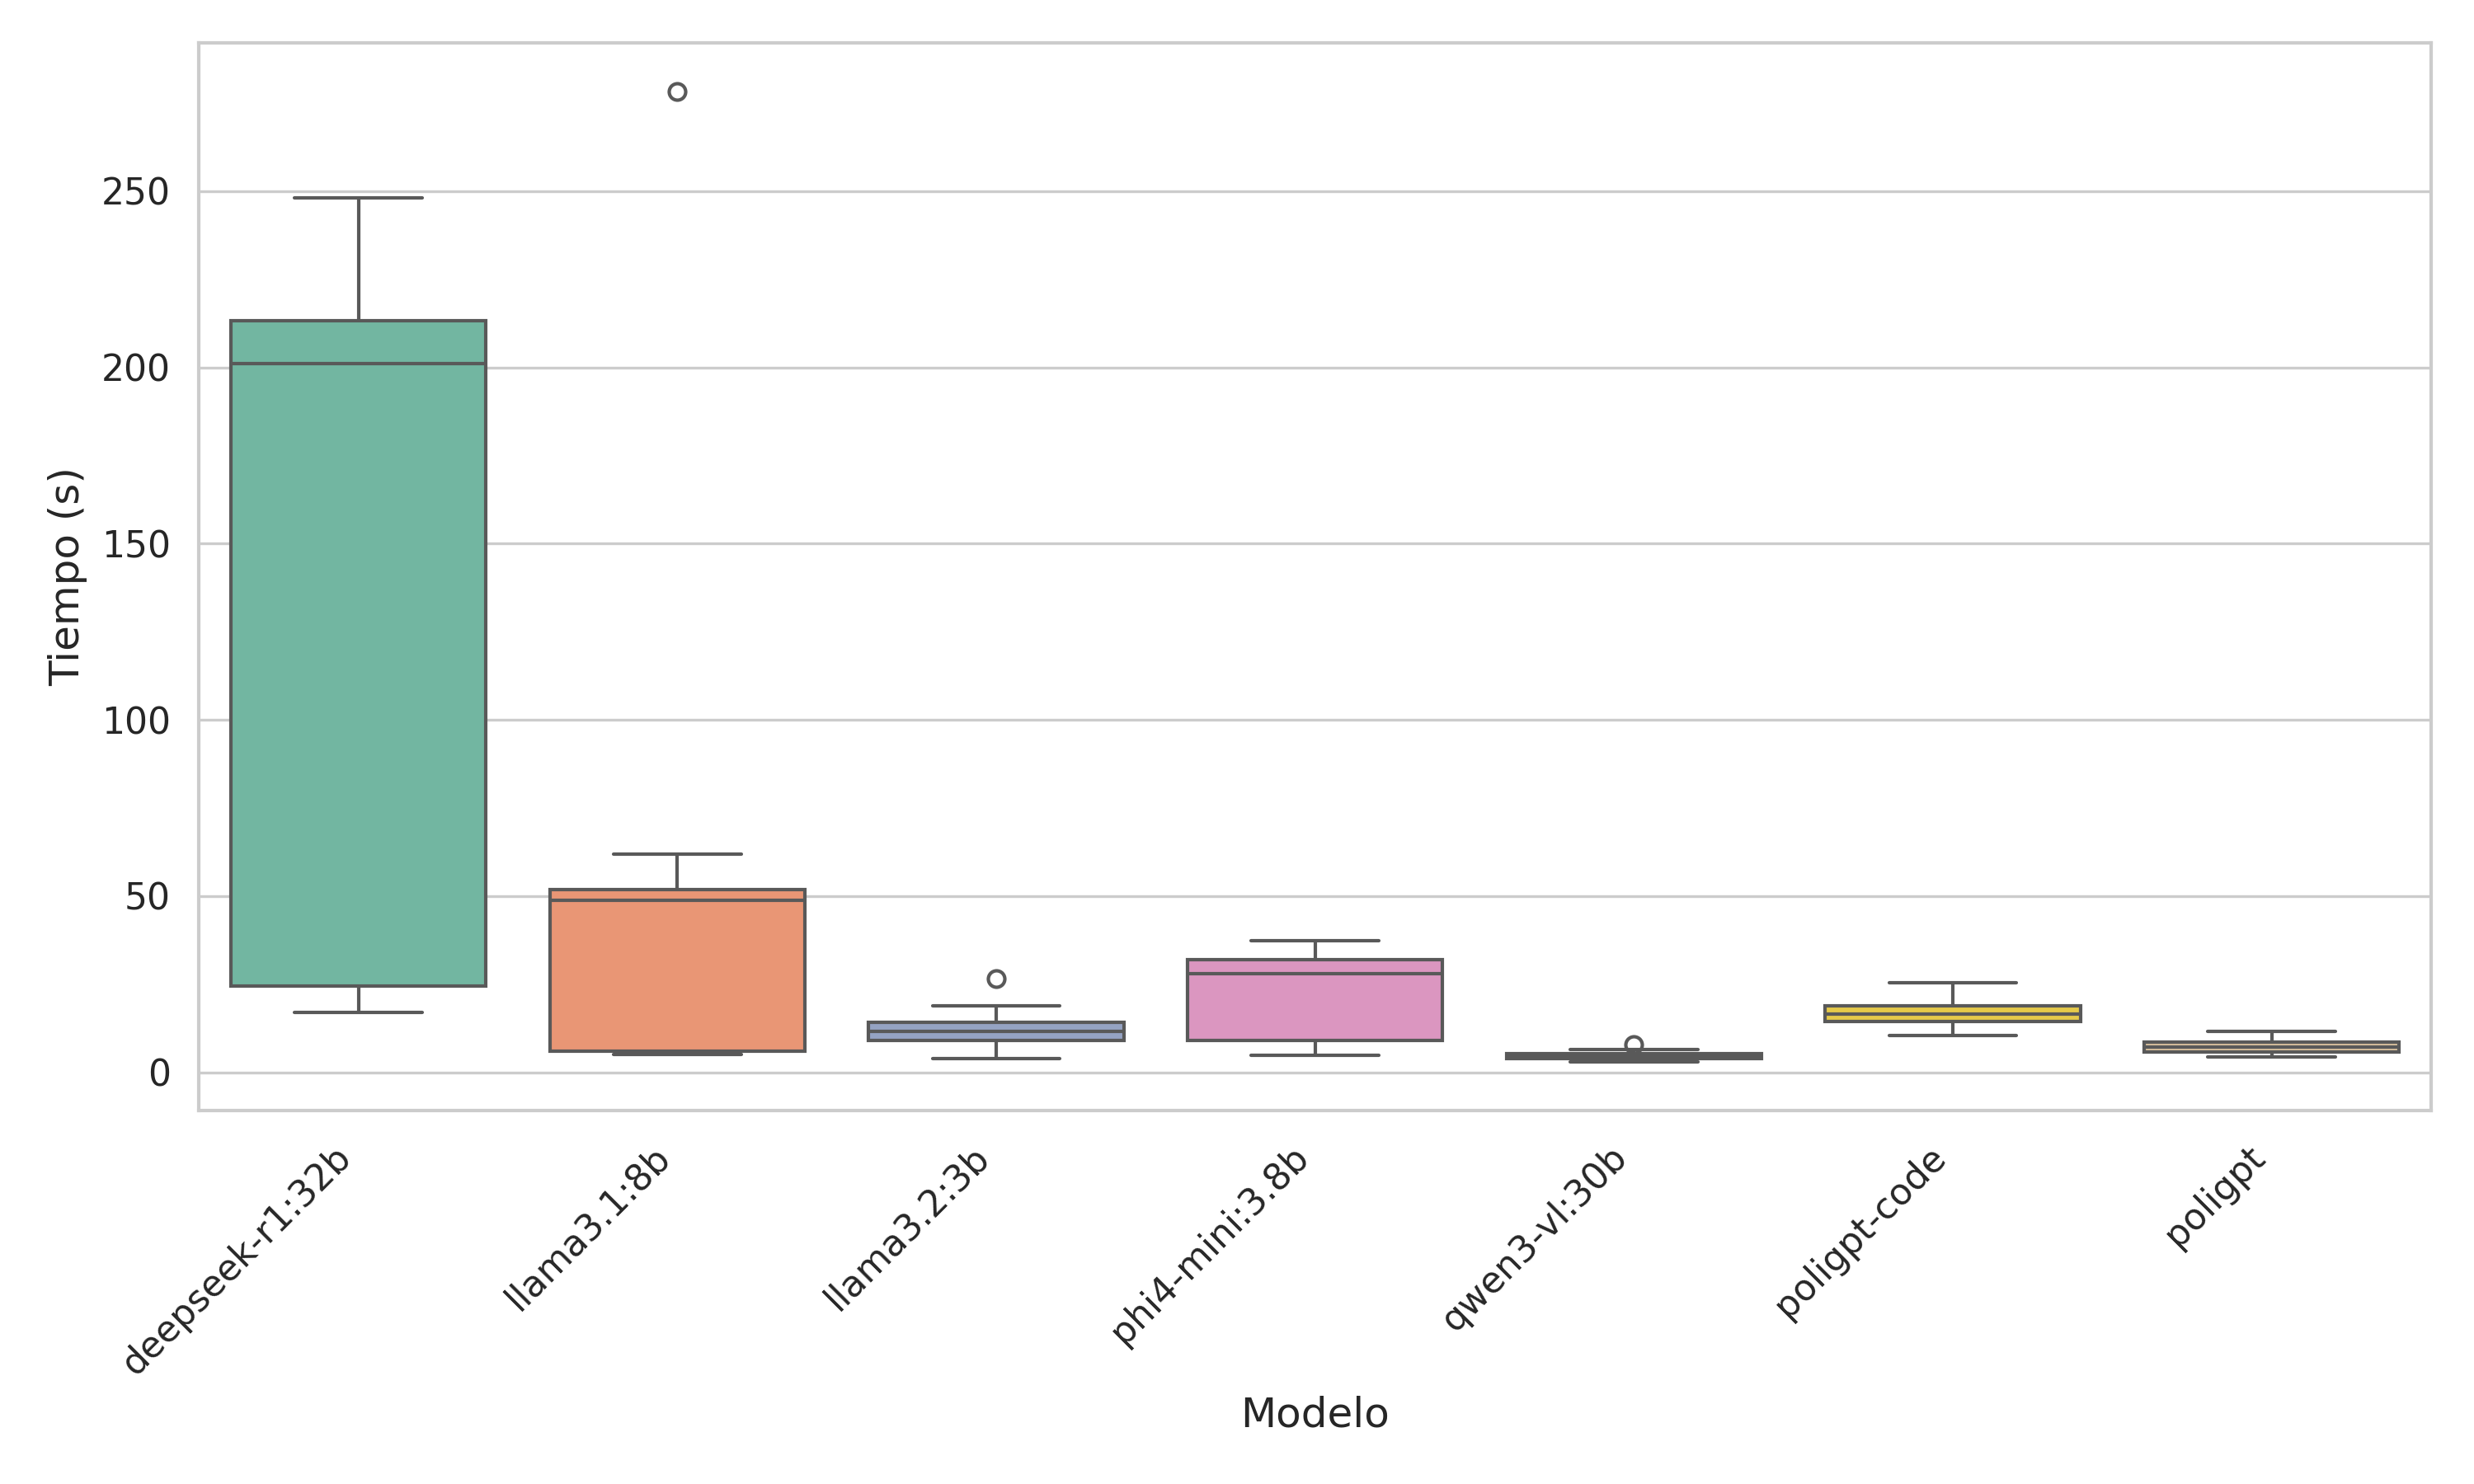 Tiempo (s)
250
200
150
100
50
0
deepseek-r1:32b
llama3.1:8b
llama3.2:3b
phi4-mini:3.8b
qwen3-vl:30b
poligpt-code
poligpt
Modelo